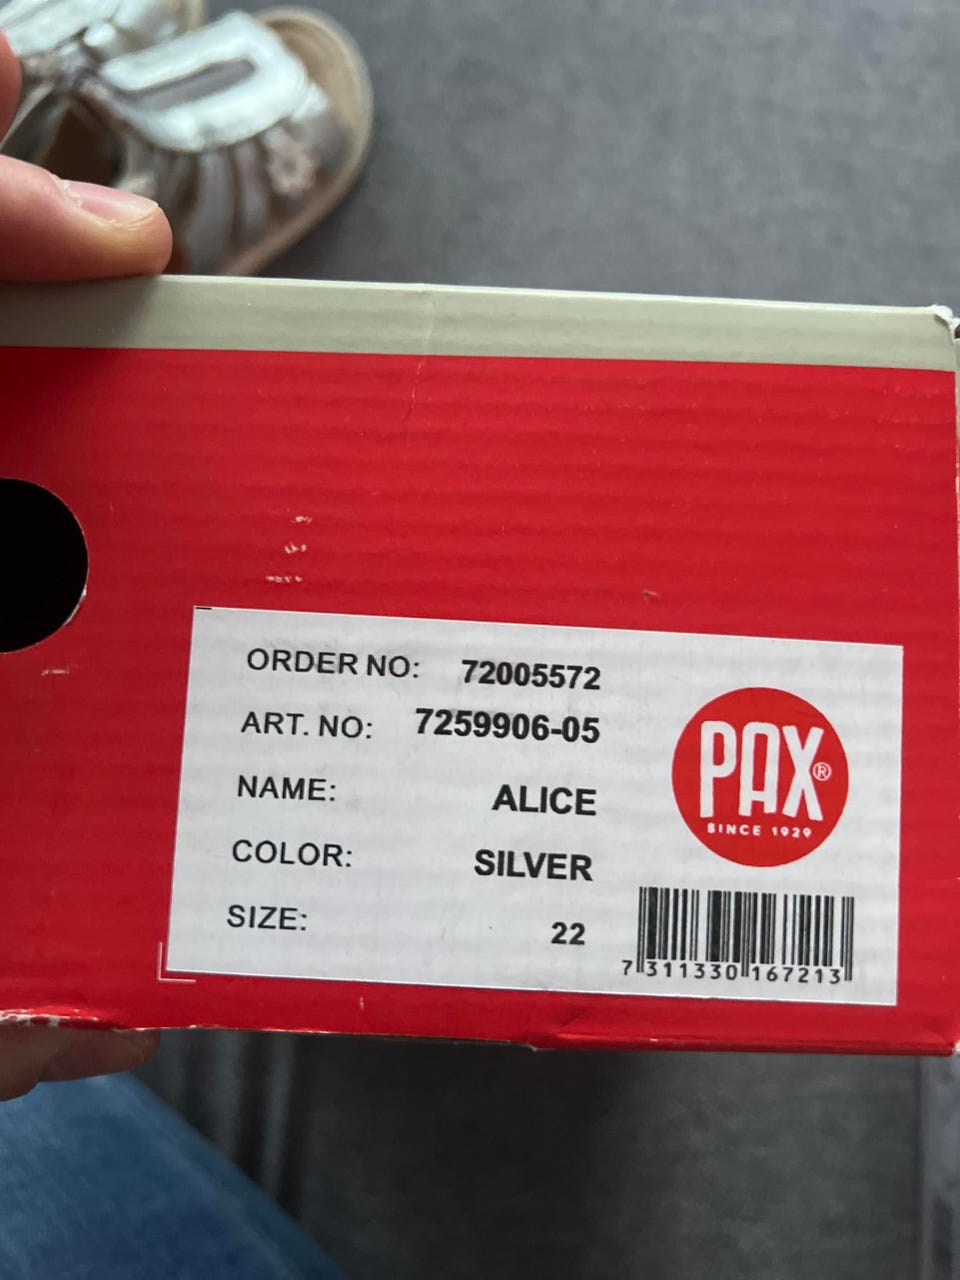 ORDER NO: 72005572
ART. NO: 7259906-05
NAME: ALICE
COLOR: SILVER
SIZE: 22
PAX®
SINCE 1929
7 311330 167213